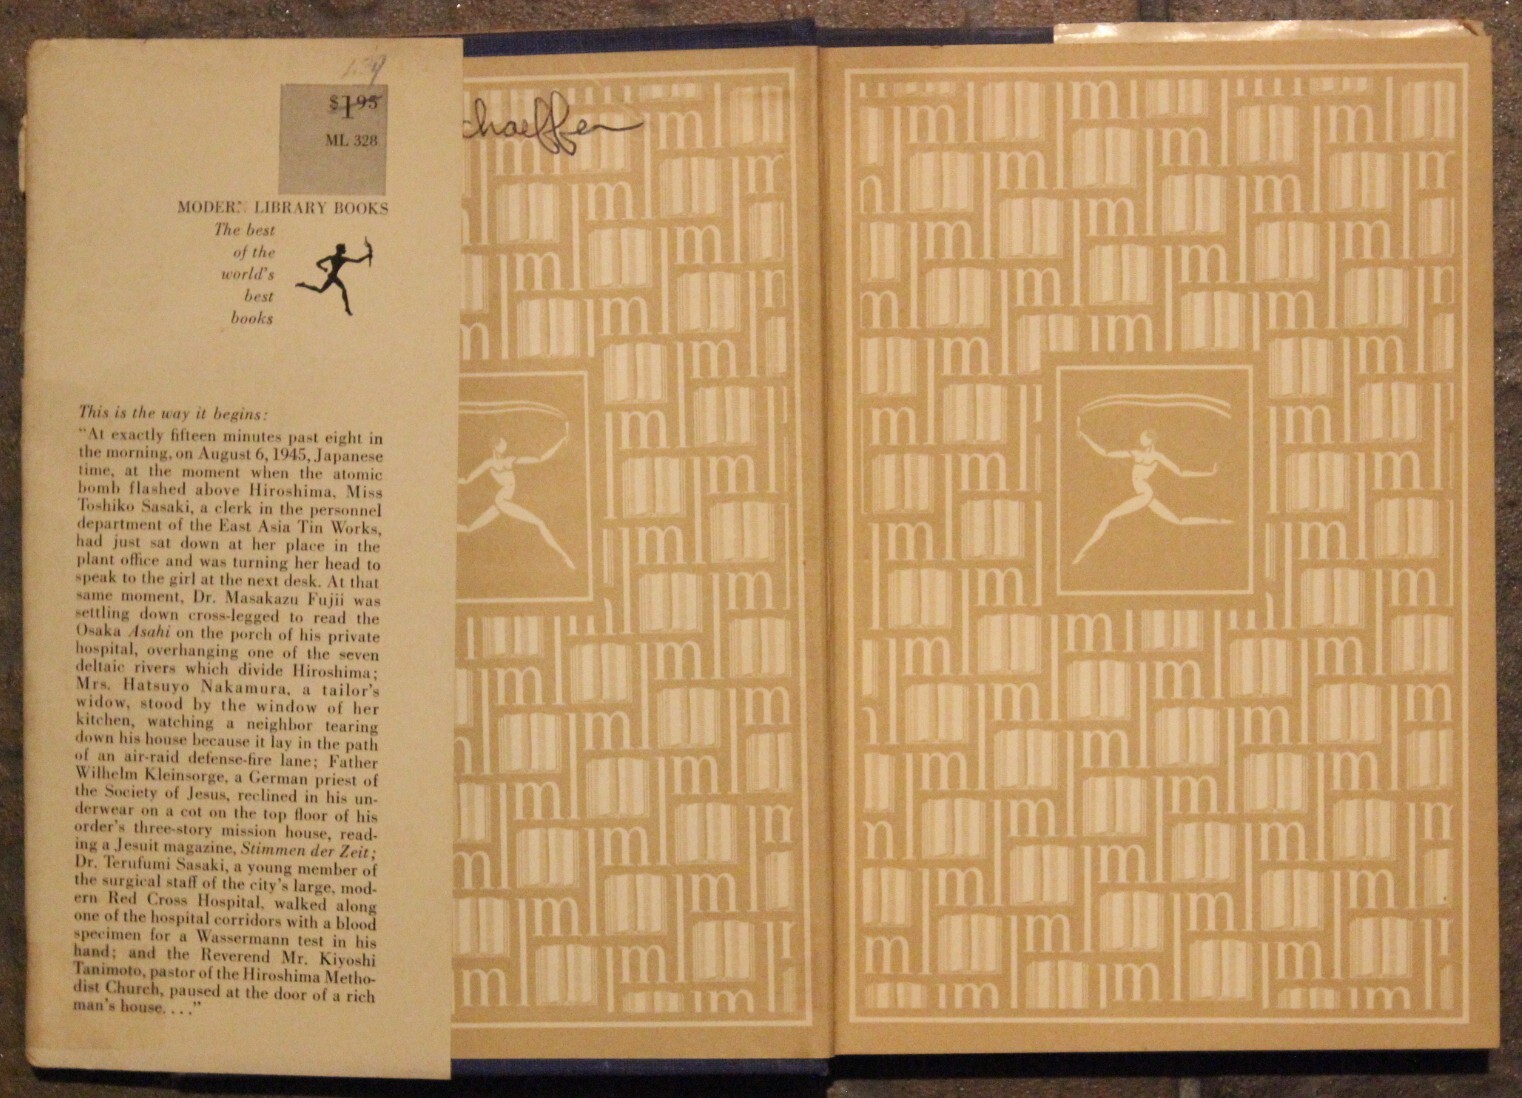 $1.95
ML 328
MODERN LIBRARY BOOKS
The best
of the
world's
best
books
This is the way it begins:
"At exactly fifteen minutes past eight in
the morning, on August 6, 1945, Japanese
time, at the moment when the atomic
bomb flashed above Hiroshima, Miss
Toshiko Sasaki, a clerk in the personnel
department of the East Asia Tin Works,
had just sat down at her place in the
plant office and was turning her head to
speak to the girl at the next desk. At that
same moment, Dr. Masakazu Fujii was
settling down cross-legged to read the
Osaka Asahi on the porch of his private
hospital, overhanging one of the seven
deltaic rivers which divide Hiroshima;
Mrs. Hatsuyo Nakamura, a tailor's
widow, stood by the window of her
kitchen, watching a neighbor tearing
down his house because it lay in the path
of an air-raid defense-fire lane; Father
Wilhelm Kleinsorge, a German priest of
the Society of Jesus, reclined in his un-
derwear on a cot on the top floor of his
order's three-story mission house, read-
ing a Jesuit magazine, Stimmen der Zeit;
Dr. Terufumi Sasaki, a young member of
the surgical staff of the city's large, mod-
ern Red Cross Hospital, walked along
one of the hospital corridors with a blood
specimen for a Wassermann test in his
hand; and the Reverend Mr. Kiyoshi
Tanimoto, pastor of the Hiroshima Metho-
dist Church, paused at the door of a rich
man's house. . . ."
chaeffer